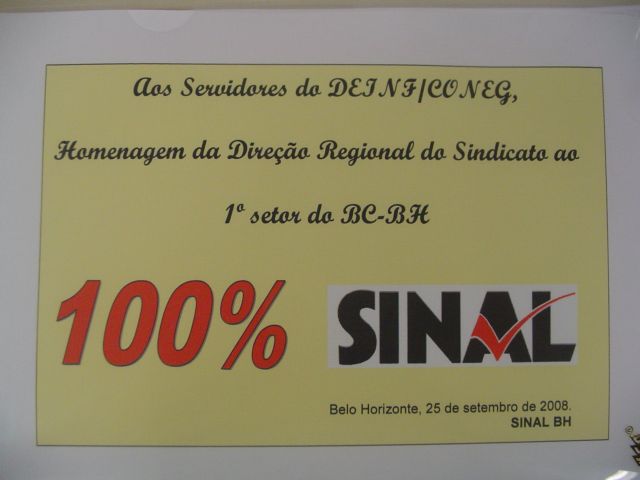 Aos Servidores do DEINF/CONEG,
Homenagem da Direção Regional do Sindicato ao
1º setor do BC-BH
100% SINAL
Belo Horizonte, 25 de setembro de 2008.
SINAL BH